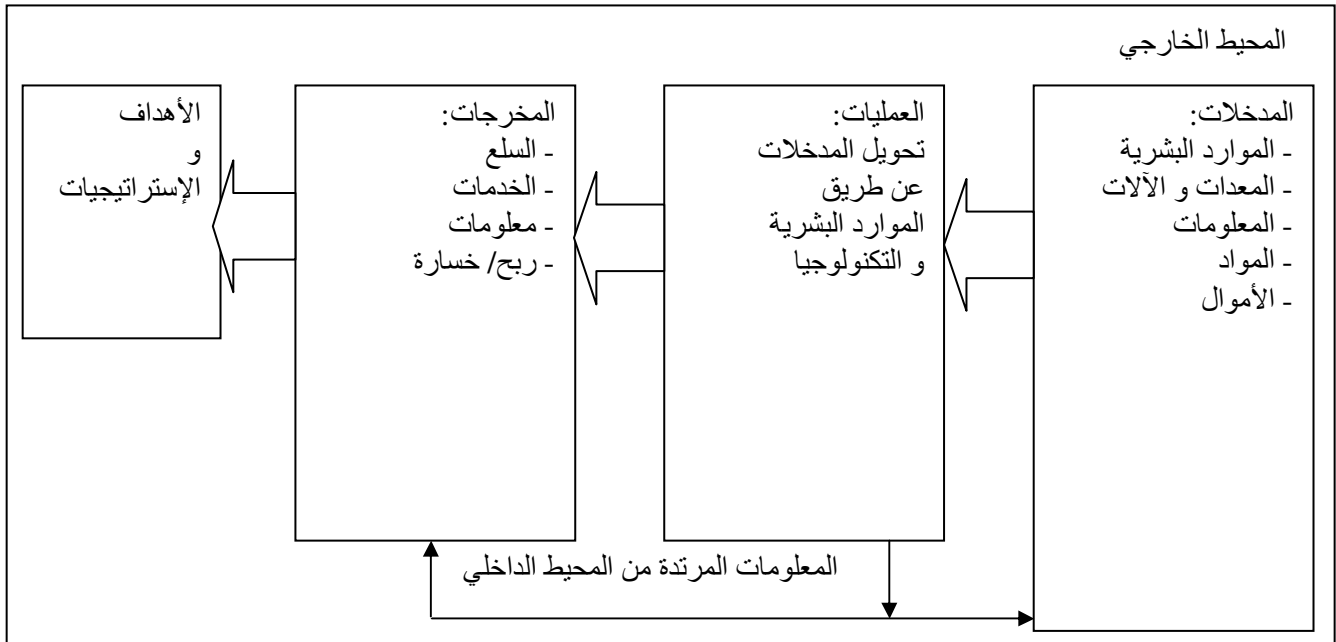 المحيط الخارجي
المدخلات:
- الموارد البشرية
- المعدات و الآلات
- المعلومات
- المواد
- الأموال
العمليات:
تحويل المدخلات
عن طريق
الموارد البشرية
و التكنولوجيا
المخرجات:
- السلع
- الخدمات
- معلومات
- ربح/ خسارة
الأهداف
و
الإستراتيجيات
المعلومات المرتدة من المحيط الداخلي